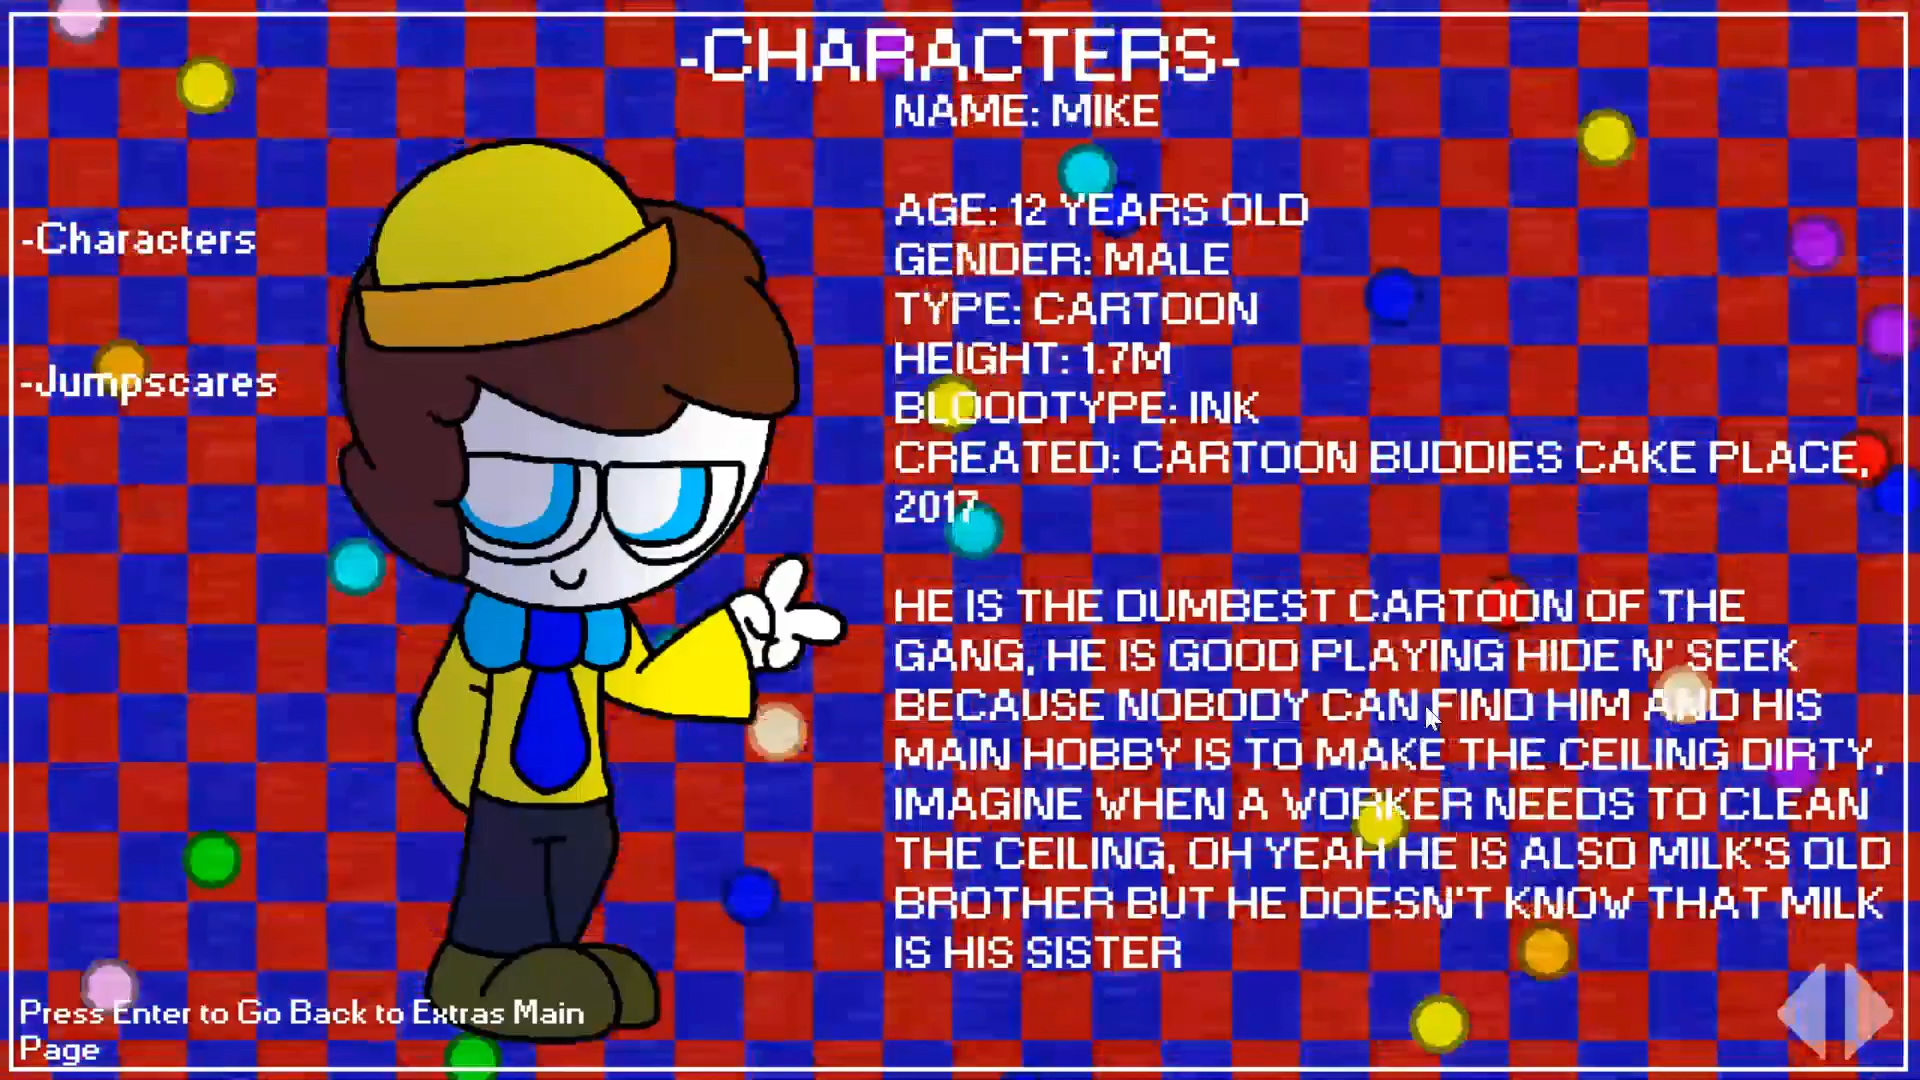 -CHARACTERS-
NAME: MIKE
AGE: 12 YEARS OLD
GENDER: MALE
TYPE: CARTOON
HEIGHT: 1.7M
BLOODTYPE: INK
CREATED: CARTOON BUDDIES CAKE PLACE,
2017
HE IS THE DUMBEST CARTOON OF THE
GANG, HE IS GOOD PLAYING HIDE N' SEEK
BECAUSE NOBODY CAN FIND HIM AND HIS
MAIN HOBBY IS TO MAKE THE CEILING DIRTY,
IMAGINE WHEN A WORKER NEEDS TO CLEAN
THE CEILING, OH YEAH HE IS ALSO MILK'S OLD
BROTHER BUT HE DOESN'T KNOW THAT MILK
IS HIS SISTER
-Characters
-Jumpscares
Press Enter to Go Back to Extras Main
Page